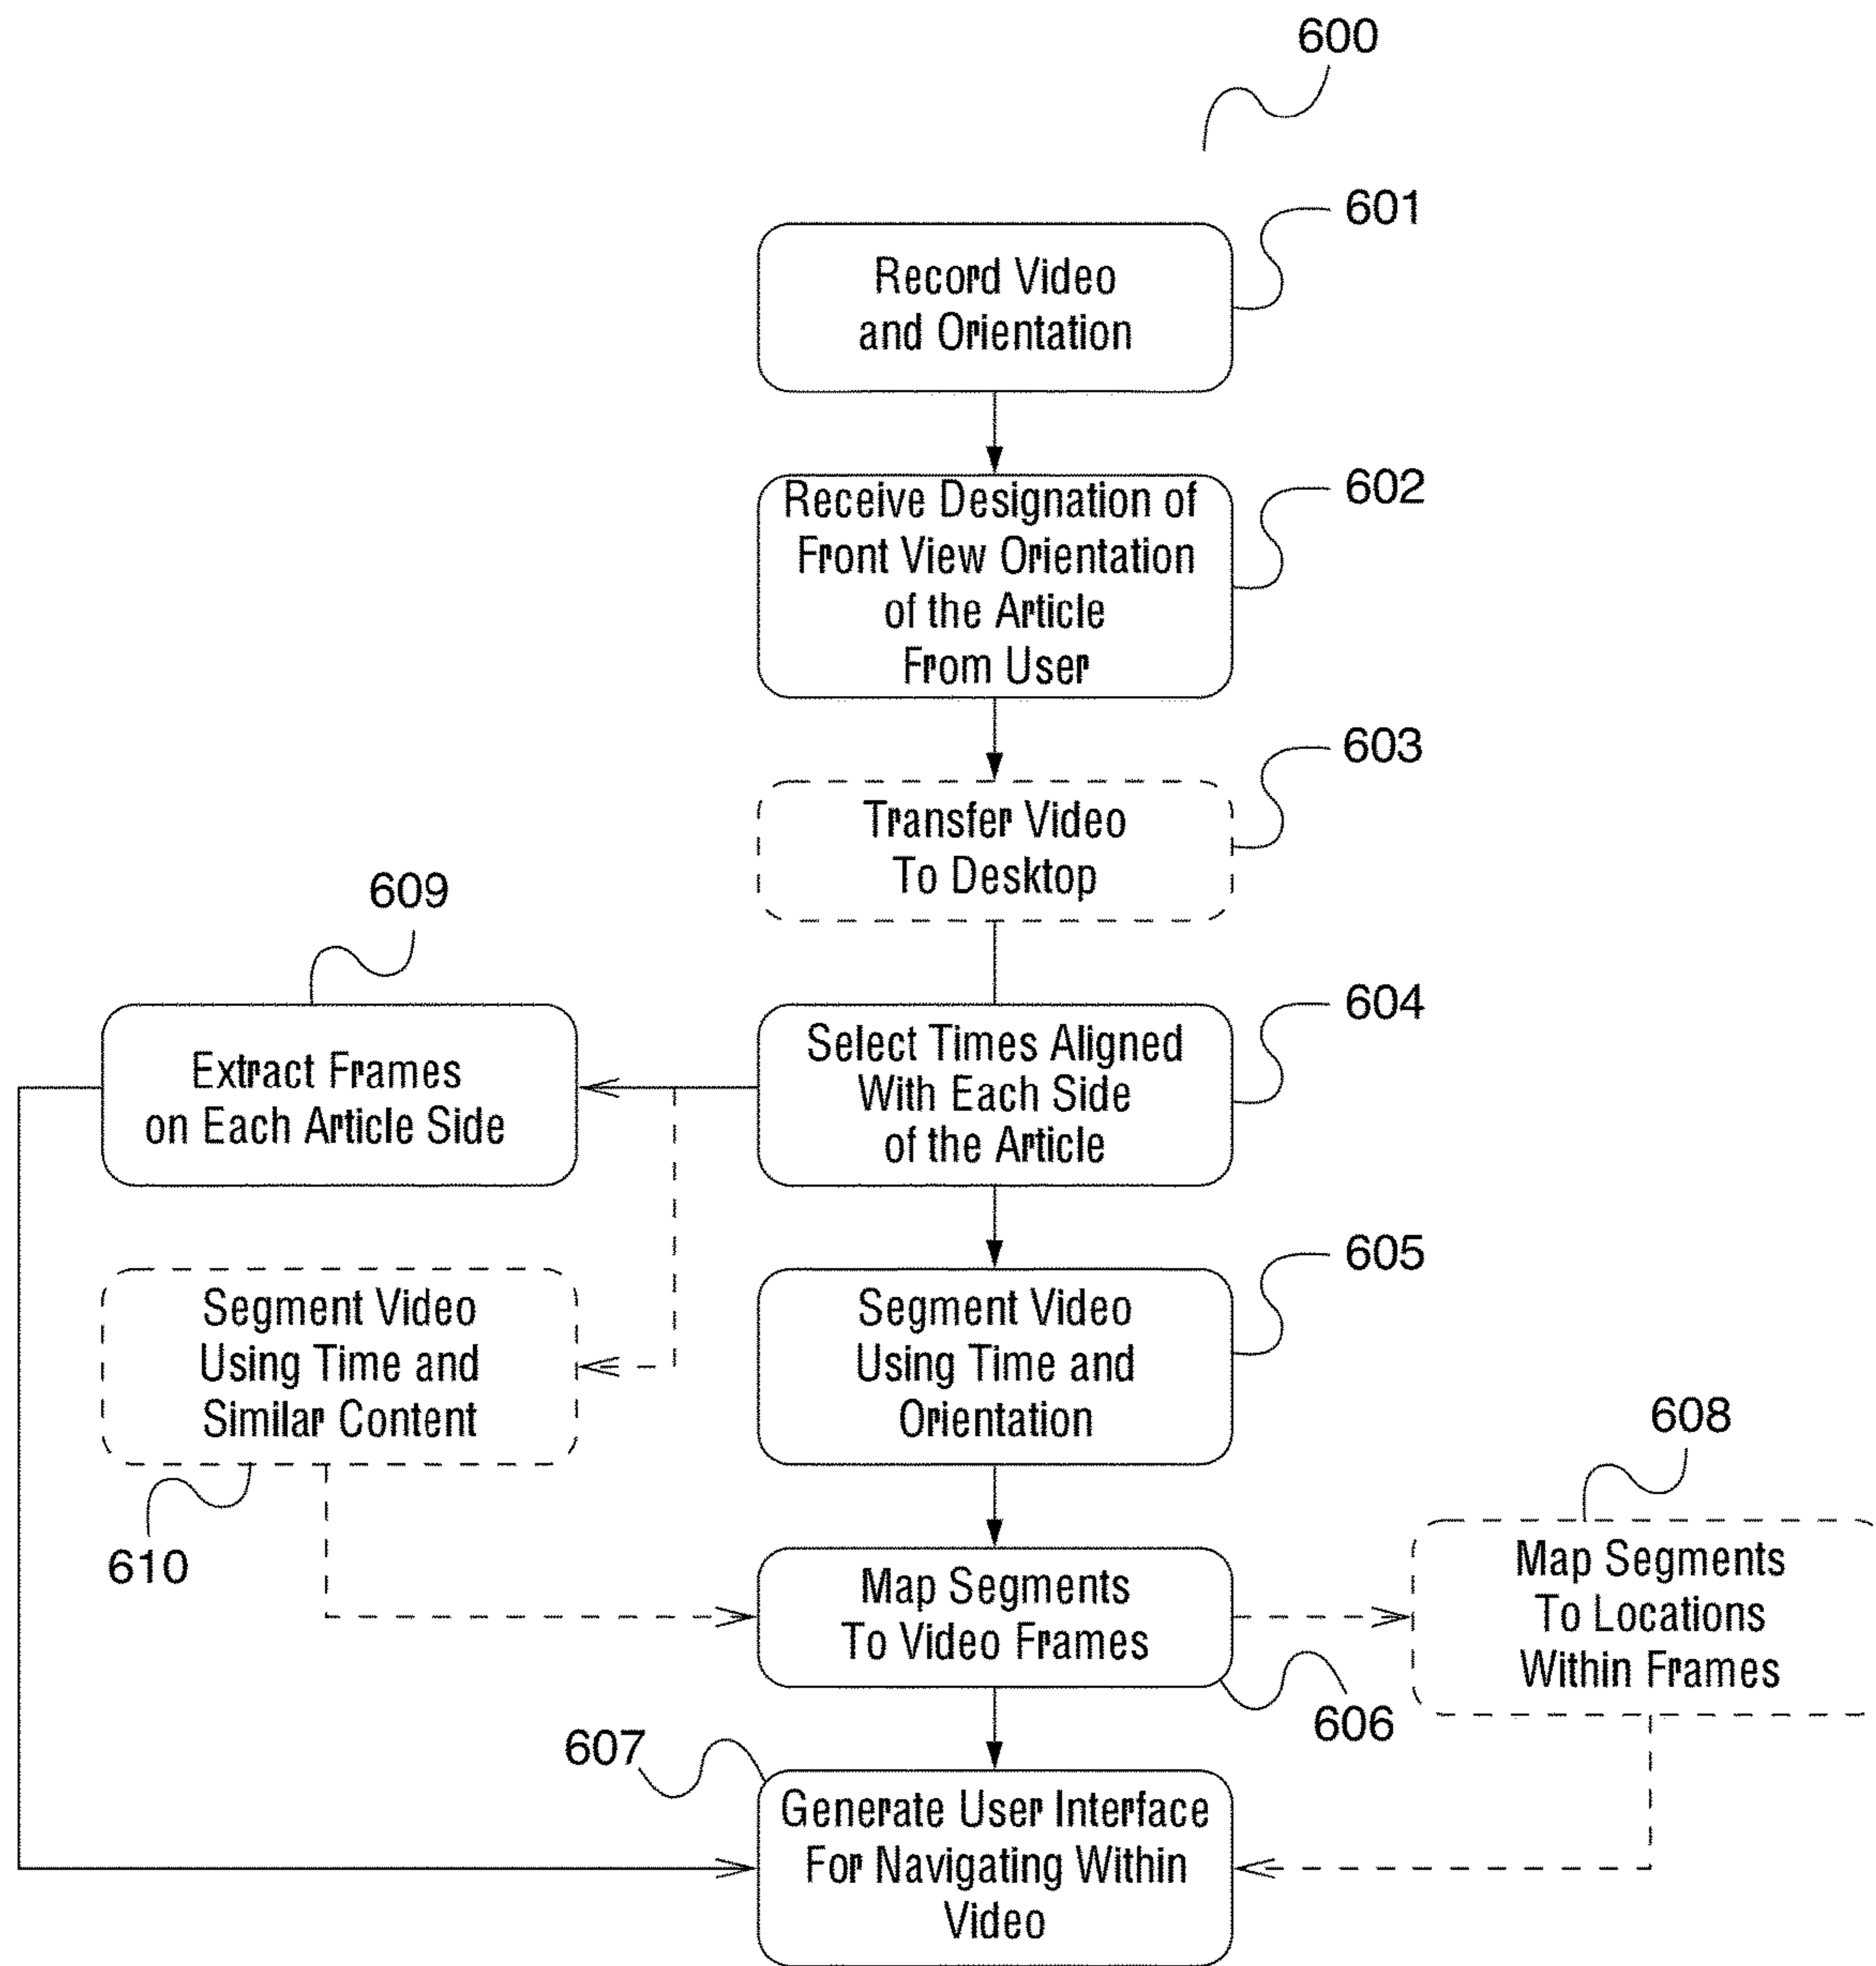 600
601
Record Video
and Orientation
602
Receive Designation of
Front View Orientation
of the Article
From User
603
Transfer Video
To Desktop
609
604
Extract Frames
on Each Article Side
Select Times Aligned
With Each Side
of the Article
605
Segment Video
Using Time and
Similar Content
610
Segment Video
Using Time and
Orientation
608
Map Segments
To Video Frames
606
Map Segments
To Locations
Within Frames
607
Generate User Interface
For Navigating Within
Video